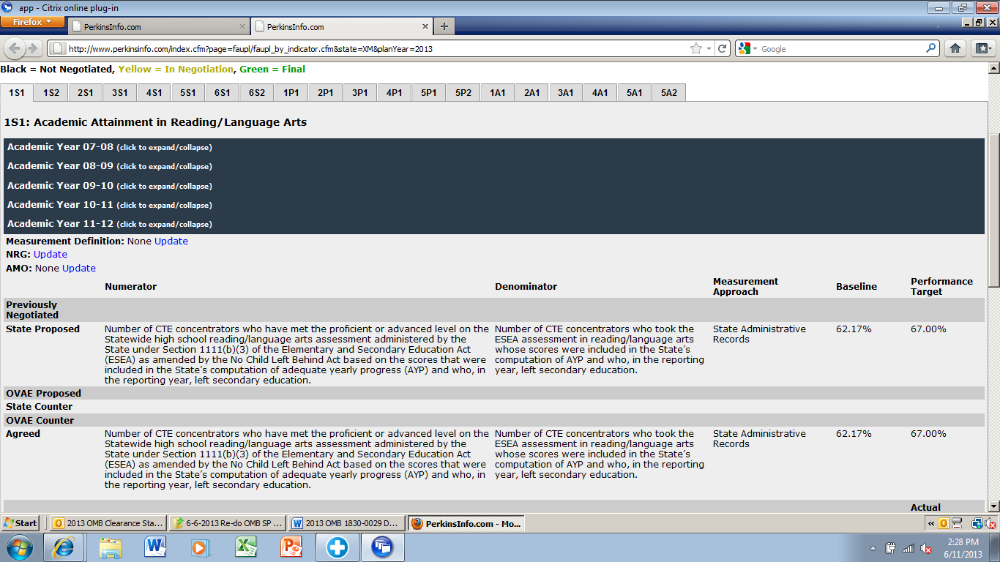 app - Citrix online plug-in
Firefox
PerkinsInfo.com
PerkinsInfo.com
http://www.perkinsinfo.com/index.cfm?page=faupl/faupl_by_indicator.cfm&state=XM&planYear=2013
Google
Black = Not Negotiated, Yellow = In Negotiation, Green = Final
1S1 1S2 2S1 3S1 4S1 5S1 6S1 6S2 1P1 2P1 3P1 4P1 5P1 5P2 1A1 2A1 3A1 4A1 5A1 5A2
1S1: Academic Attainment in Reading/Language Arts
Academic Year 07-08 (click to expand/collapse)
Academic Year 08-09 (click to expand/collapse)
Academic Year 09-10 (click to expand/collapse)
Academic Year 10-11 (click to expand/collapse)
Academic Year 11-12 (click to expand/collapse)
Measurement Definition: None Update
NRG: Update
AMO: None Update
Numerator
Denominator
Measurement
Approach
Baseline
Performance
Target
Previously
Negotiated
State Proposed
Number of CTE concentrators who have met the proficient or advanced level on the
Statewide high school reading/language arts assessment administered by the
State under Section 1111(b)(3) of the Elementary and Secondary Education Act
(ESEA) as amended by the No Child Left Behind Act based on the scores that were
included in the State's computation of adequate yearly progress (AYP) and who, in
the reporting year, left secondary education.
Number of CTE concentrators who took the
ESEA assessment in reading/language arts
whose scores were included in the State's
computation of AYP and who, in the reporting
year, left secondary education.
State Administrative
Records
62.17%
67.00%
OVAE Proposed
State Counter
OVAE Counter
Agreed
Number of CTE concentrators who have met the proficient or advanced level on the
Statewide high school reading/language arts assessment administered by the
State under Section 1111(b)(3) of the Elementary and Secondary Education Act
(ESEA) as amended by the No Child Left Behind Act based on the scores that were
included in the State's computation of adequate yearly progress (AYP) and who, in
the reporting year, left secondary education.
Number of CTE concentrators who took the
ESEA assessment in reading/language arts
whose scores were included in the State's
computation of AYP and who, in the reporting
year, left secondary education.
State Administrative
Records
62.17%
67.00%
Actual
Start
2013 OMB Clearance Sta...
6-6-2013 Re-do OMB SP ...
2013 OMB 1830-0029 D...
PerkinsInfo.com - Mo...
2:28 PM
6/11/2013